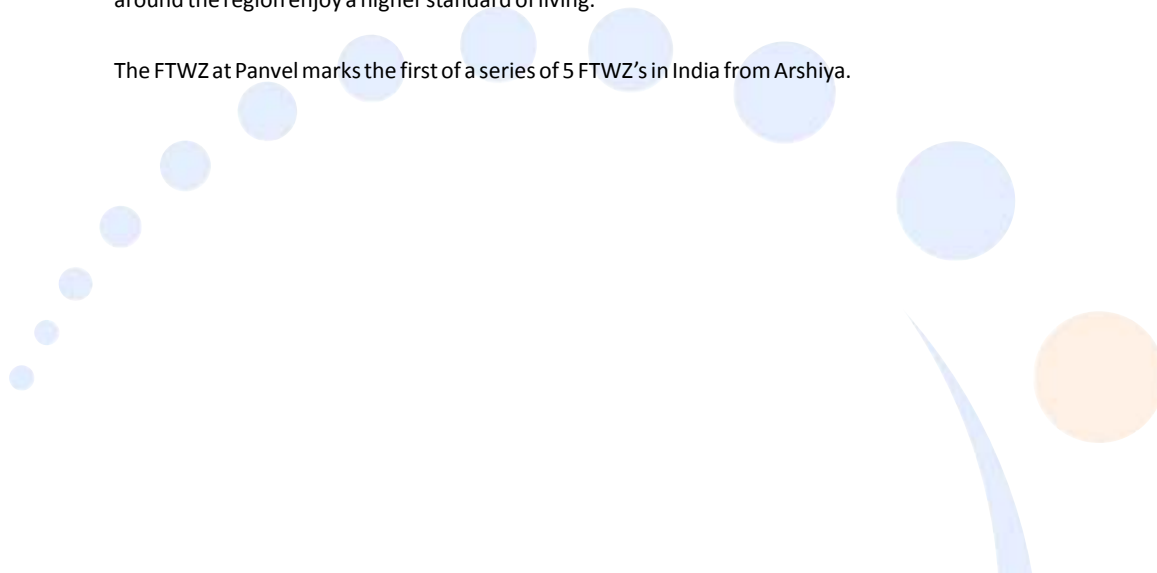 around the region enjoy a higher standard of living.
The FTWZ at Panvel marks the first of a series of 5 FTWZ's in India from Arshiya.